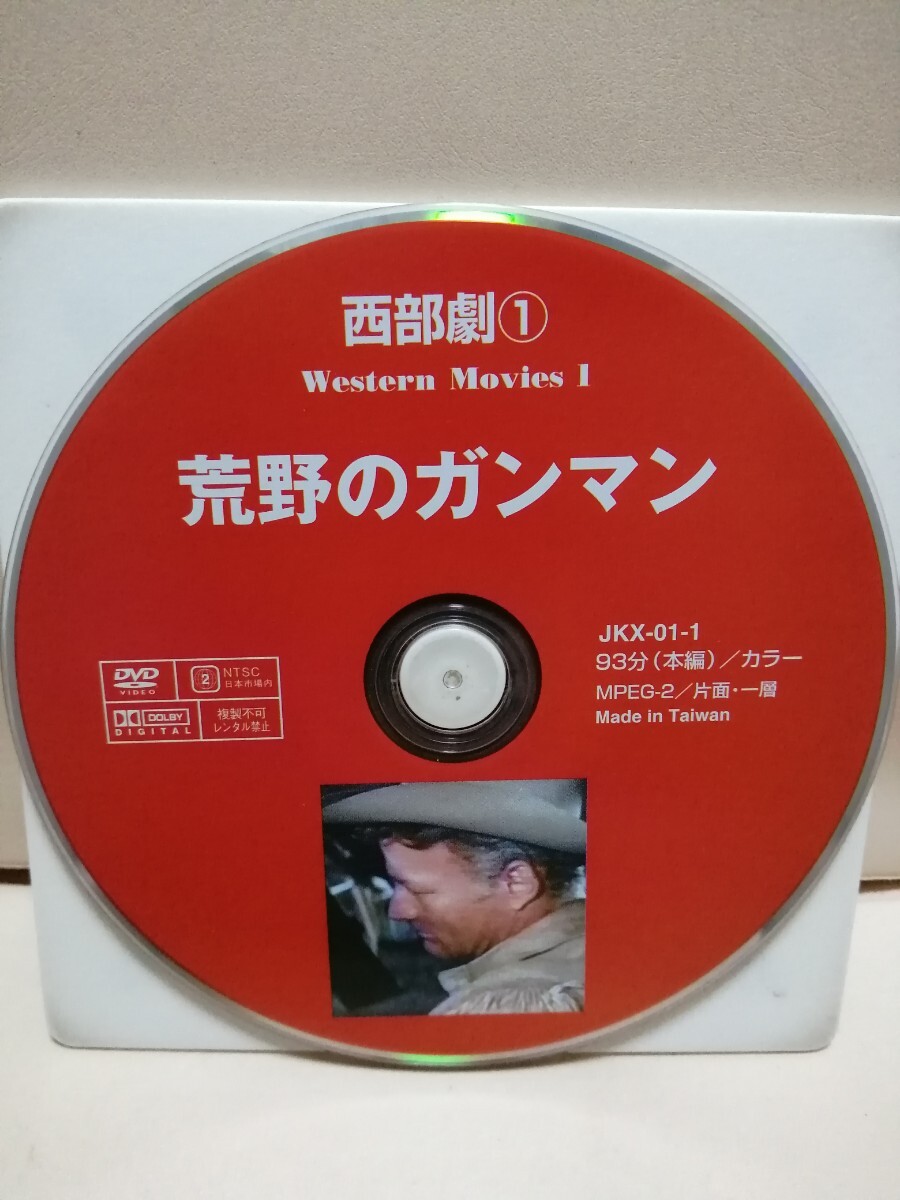 西部劇①
Western Movies 1
荒野のガンマン
JKX-01-1
93分(本編)／カラー
MPEG-2／片面・一層
Made in Taiwan
DVD
VIDEO
2
NTSC
日本市場内
DOLBY
DIGITAL
複製不可
レンタル禁止